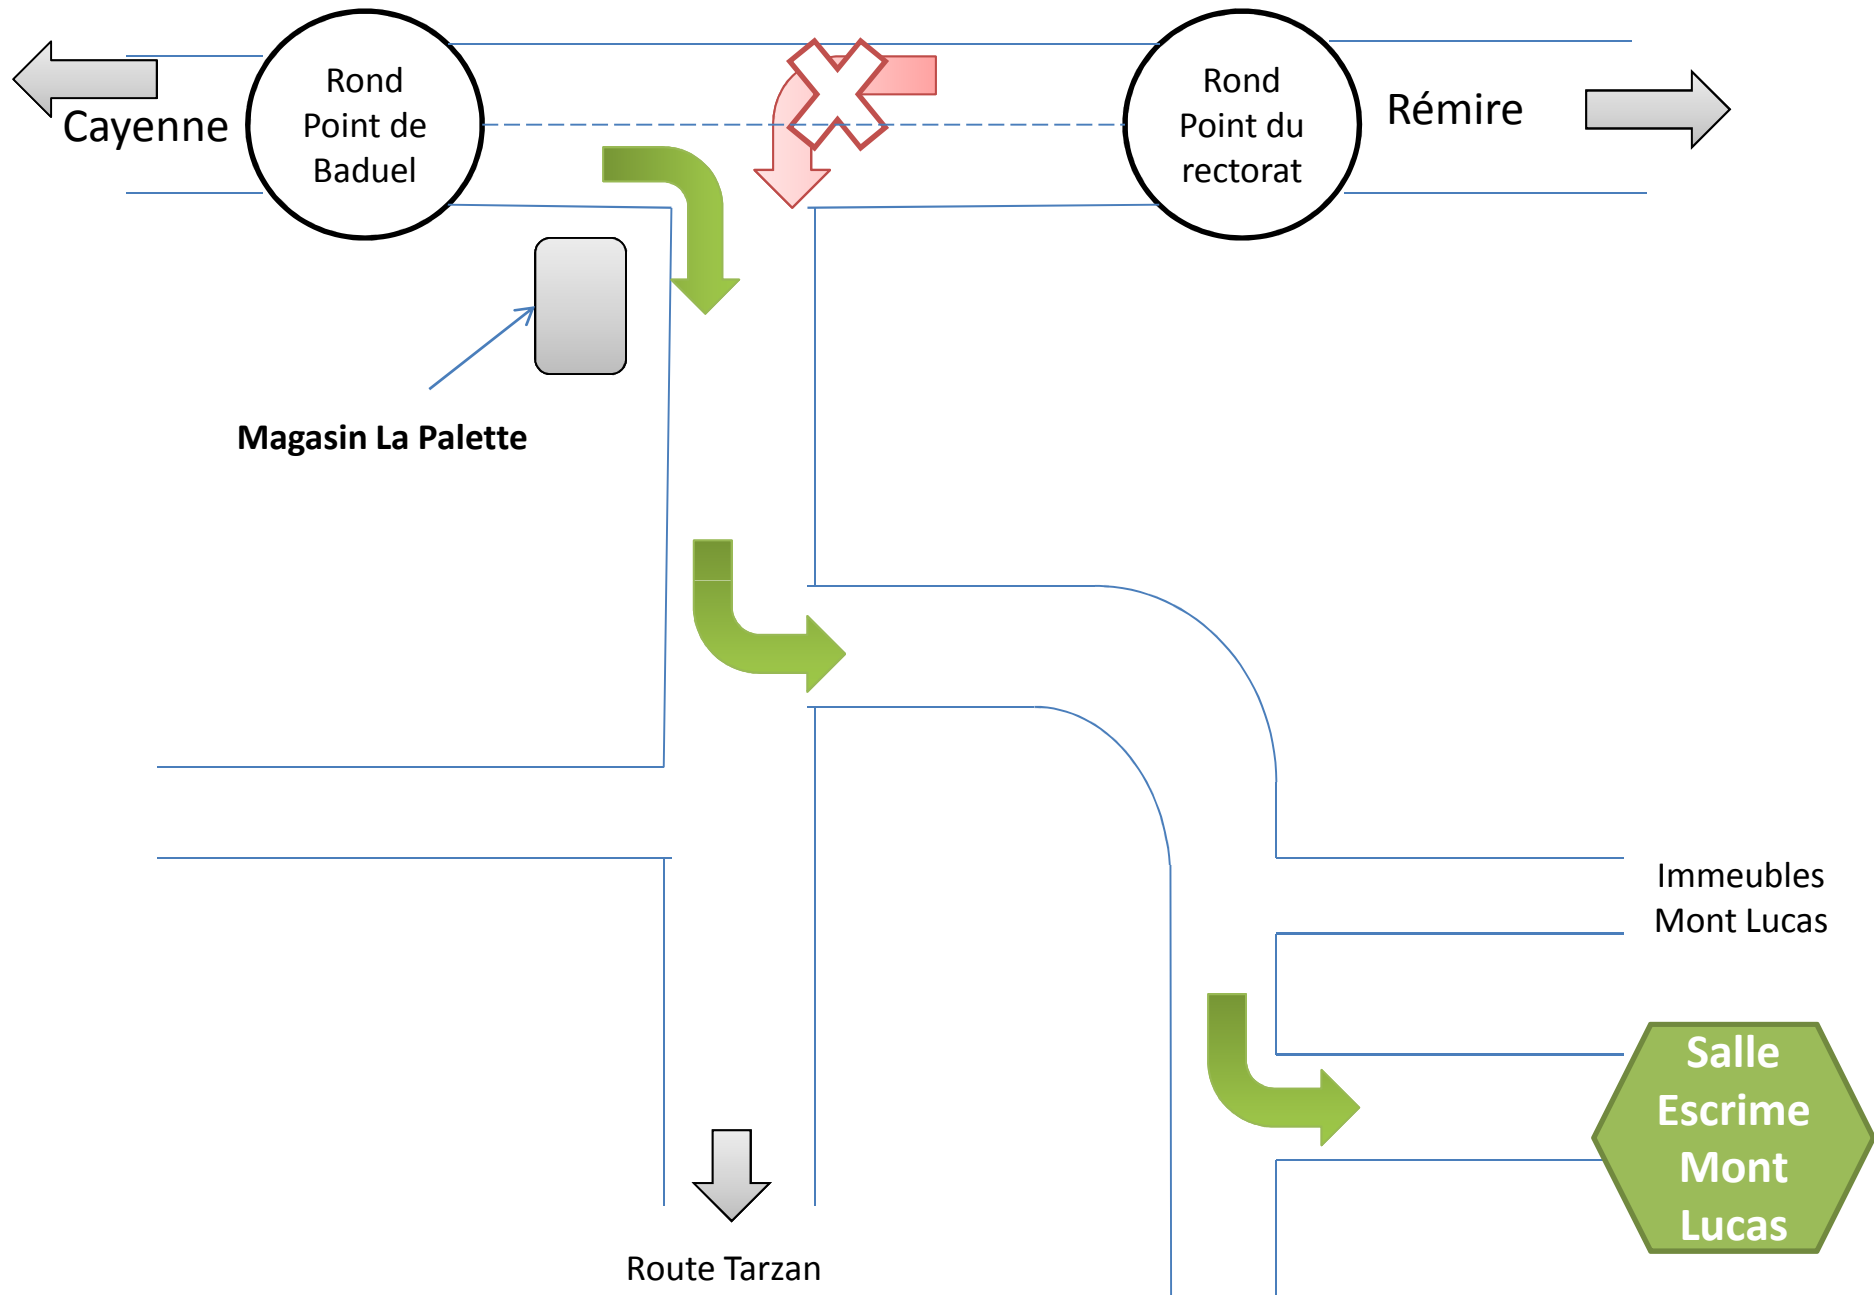 Cayenne
Rond
Point de
Baduel
Rond
Point du
rectorat
Rémire
Magasin La Palette
Immeubles
Mont Lucas
Salle
Escrime
Mont
Lucas
Route Tarzan